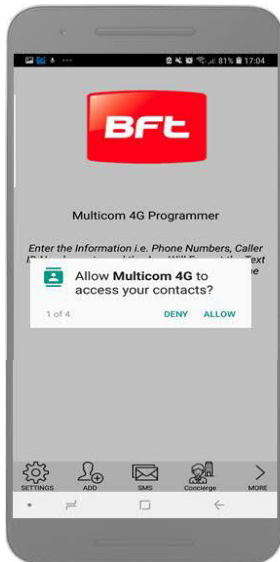 81% 17:04
BFt
Multicom 4G Programmer
Enter the Information i.e. Phone Numbers, Caller
Allow Multicom 4G to
access your contacts?
1 of 4
DENY ALLOW
SETTINGS ADD SMS Concierge MORE